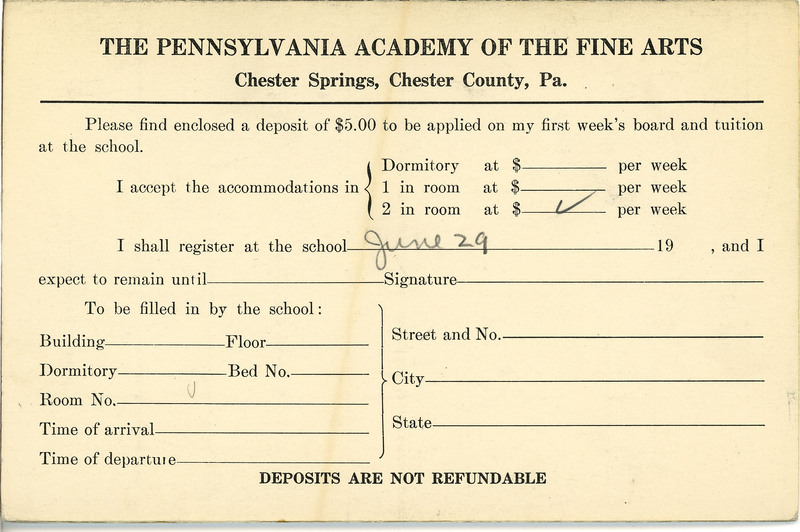 THE PENNSYLVANIA ACADEMY OF THE FINE ARTS
Chester Springs, Chester County, Pa.
Please find enclosed a deposit of $5.00 to be applied on my first week's board and tuition
at the school.
Dormitory at $ per week
I accept the accommodations in 1 in room at $ per week
2 in room at $ ✓ per week
I shall register at the school June 29 19 , and I
expect to remain until Signature
To be filled in by the school:
Building Floor
Street and No.
Dormitory Bed No.
City
Room No.
State
Time of arrival
Time of departure
DEPOSITS ARE NOT REFUNDABLE